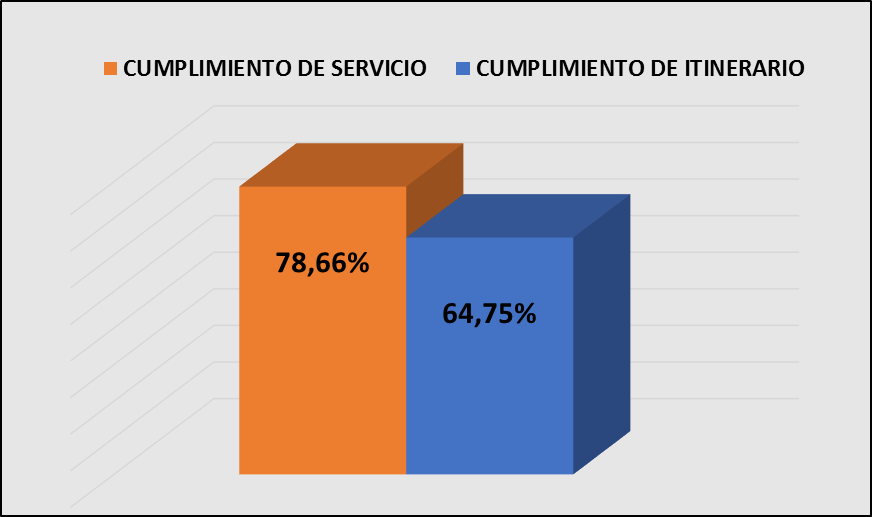 CUMPLIMIENTO DE SERVICIO CUMPLIMIENTO DE ITINERARIO
78,66%
64,75%